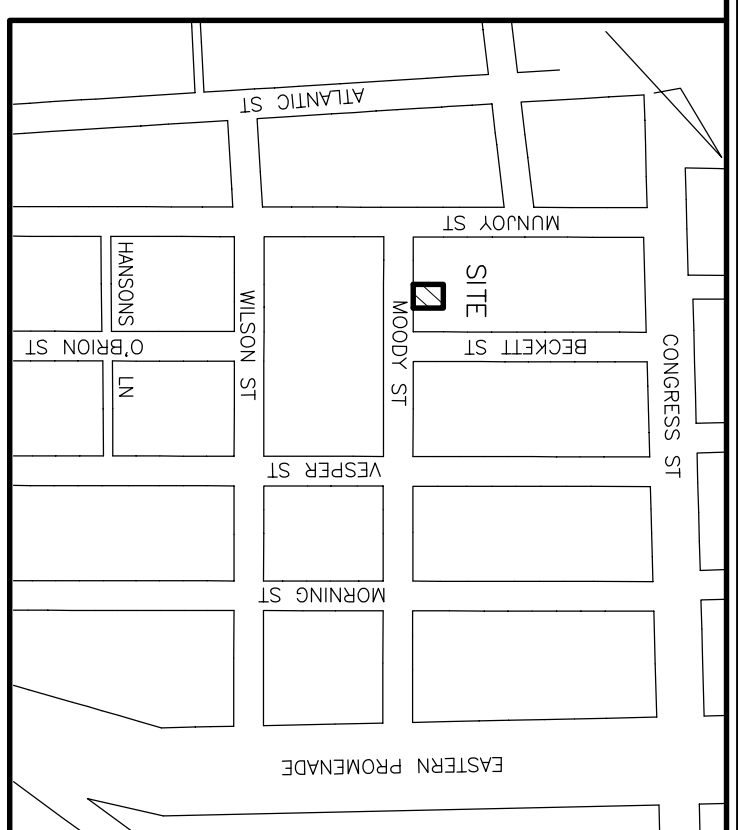 ATLANTIC ST
MUNJOY ST
HANSONS
LN
WILSON ST
MOODY ST
SITE
O'BRION ST
BECKETT ST
CONGRESS ST
VESPER ST
MORNING ST
EASTERN PROMENADE